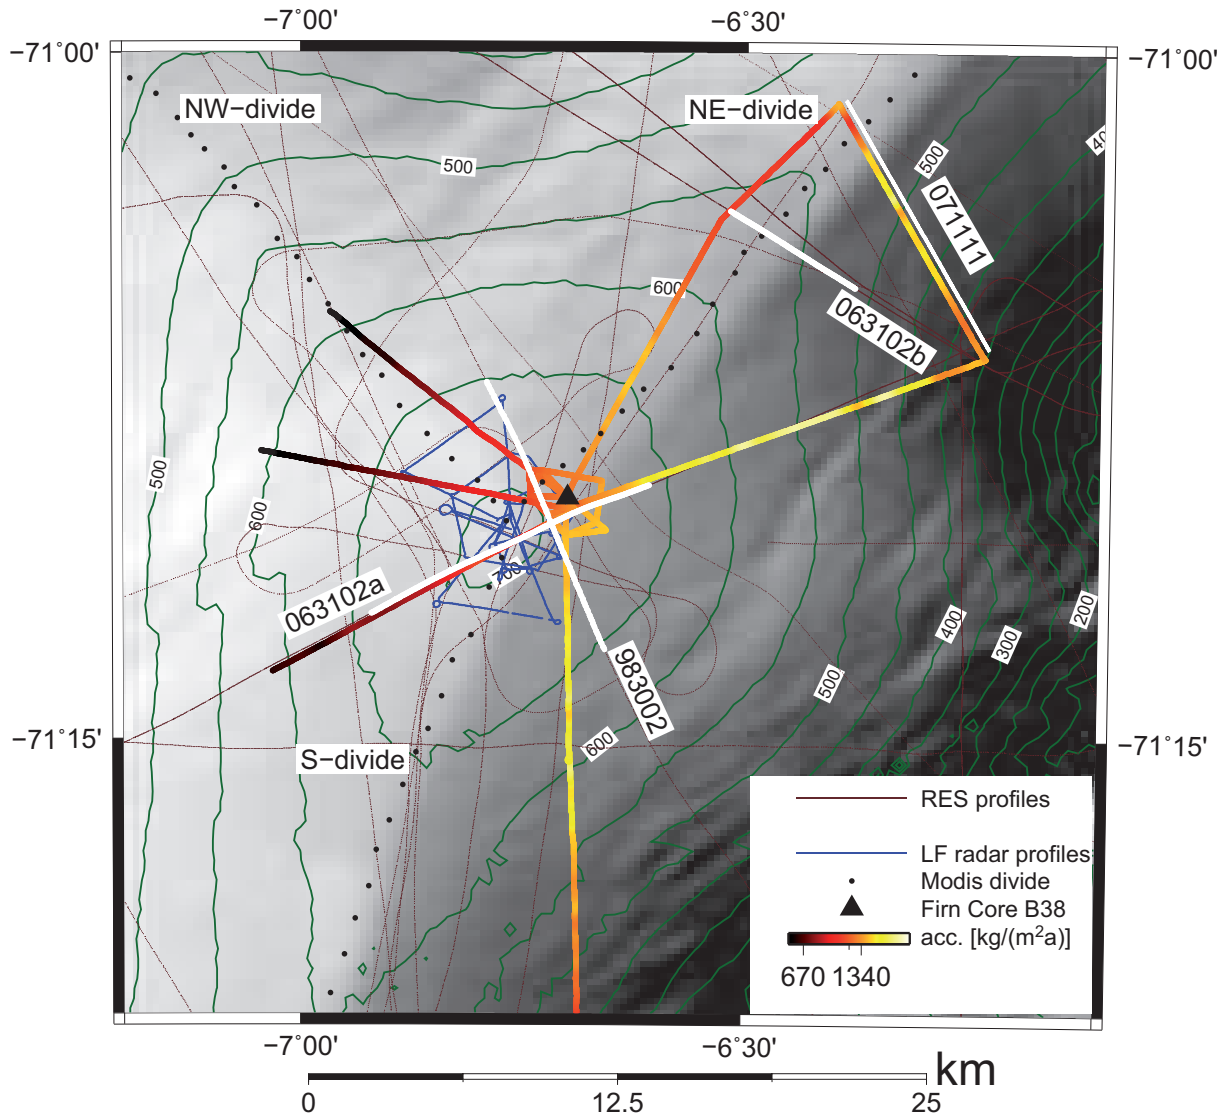 −7˚00'
−6˚30'
−71˚00'
−71˚00'
NW−divide
NE−divide
40
500
500
071111
600
063102b
500
600
700
063102a
983002
200
400
300
500
−71˚15'
−71˚15'
600
S−divide
RES profiles
LF radar profiles
Modis divide
Firn Core B38
acc. [kg/(m²a)]
670 1340
−7˚00'
−6˚30'
km
0 12.5 25